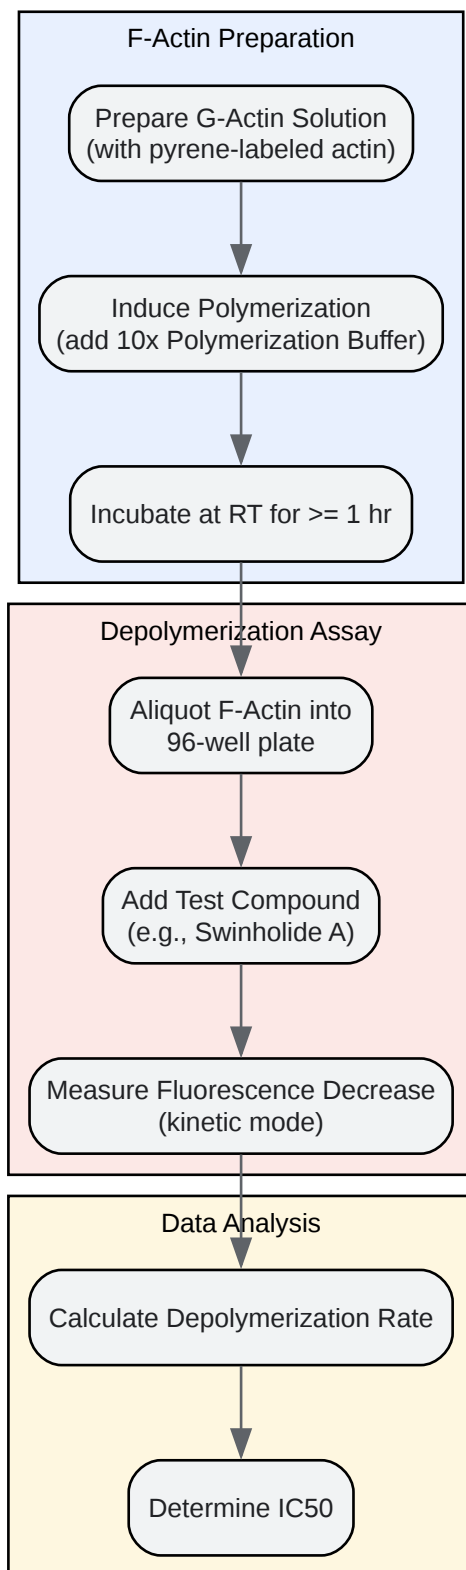 F-Actin Preparation
Prepare G-Actin Solution
(with pyrene-labeled actin)
Induce Polymerization
(add 10x Polymerization Buffer)
Incubate at RT for >= 1 hr
Depolymerization Assay
Aliquot F-Actin into
96-well plate
Add Test Compound
(e.g., Swinholide A)
Measure Fluorescence Decrease
(kinetic mode)
Data Analysis
Calculate Depolymerization Rate
Determine IC50